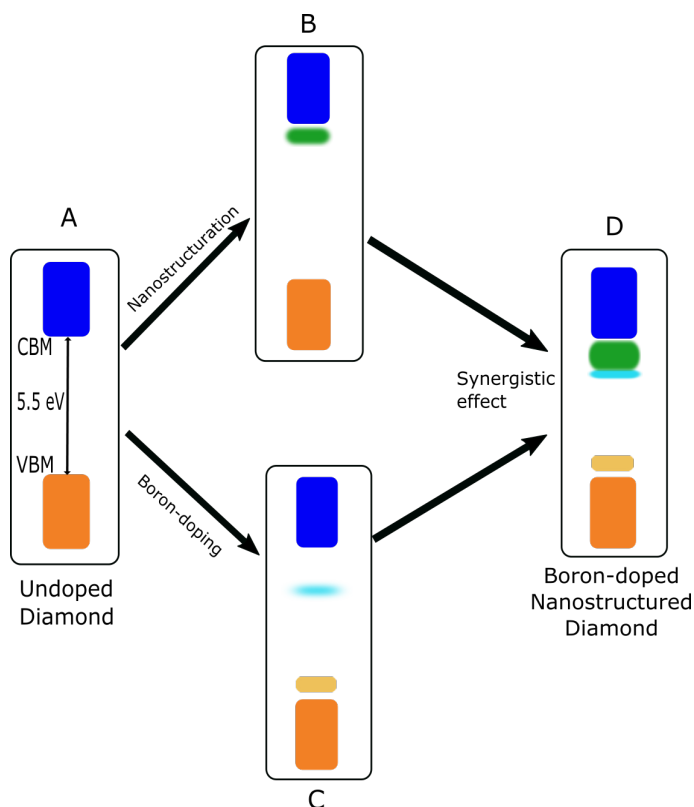 B
A
Nanostructuration
D
CBM
5.5 eV
VBM
Synergistic
effect
Boron-doping
Undoped
Diamond
Boron-doped
Nanostructured
Diamond
C